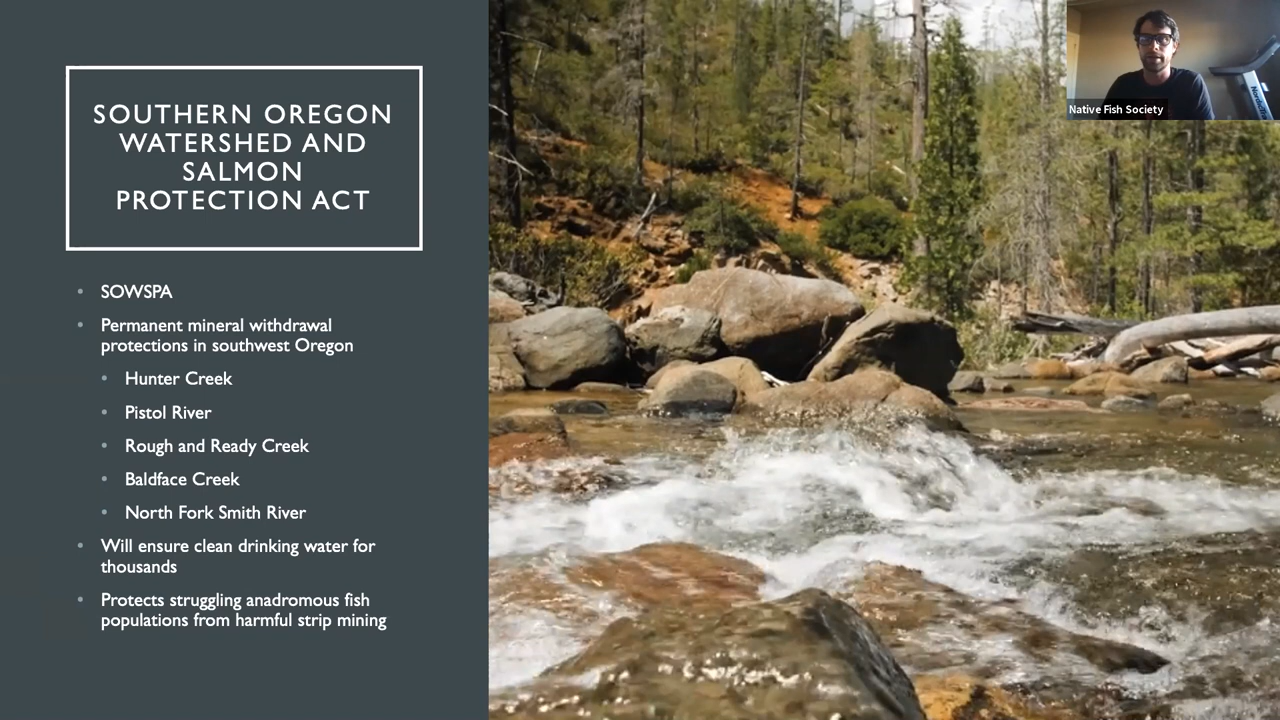 SOUTHERN OREGON
WATERSHED AND
SALMON
PROTECTION ACT
• SOWSPA
• Permanent mineral withdrawal
protections in southwest Oregon
• Hunter Creek
• Pistol River
• Rough and Ready Creek
• Baldface Creek
• North Fork Smith River
• Will ensure clean drinking water for
thousands
• Protects struggling anadromous fish
populations from harmful strip mining
Native Fish Society